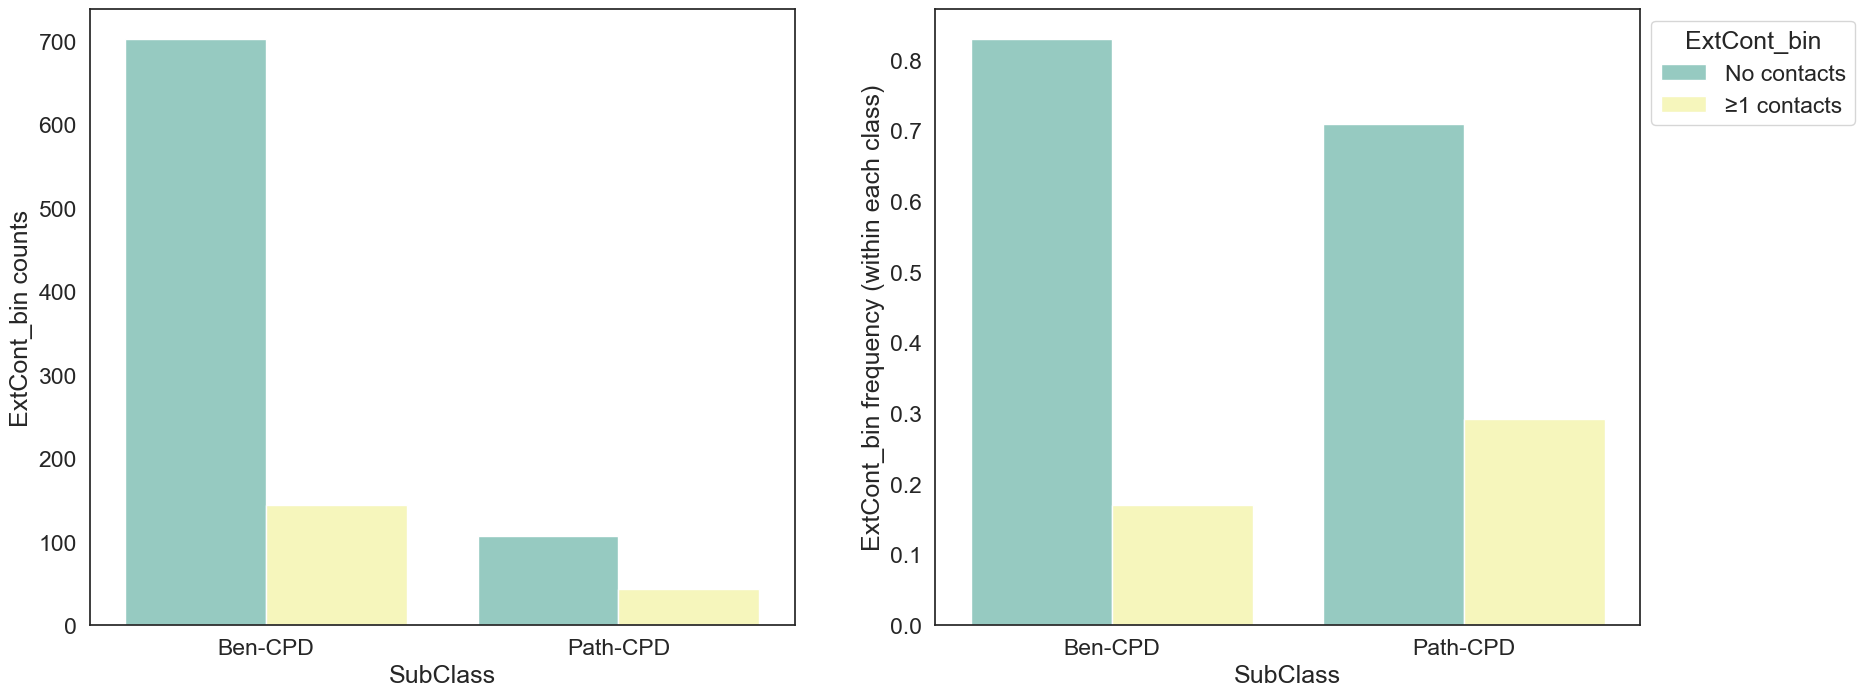 ExtCont_bin counts
700
600
500
400
300
200
100
0
Ben-CPD
Path-CPD
SubClass
ExtCont_bin frequency (within each class)
0.8
0.7
0.6
0.5
0.4
0.3
0.2
0.1
0.0
Ben-CPD
Path-CPD
SubClass
ExtCont_bin
No contacts
≥1 contacts